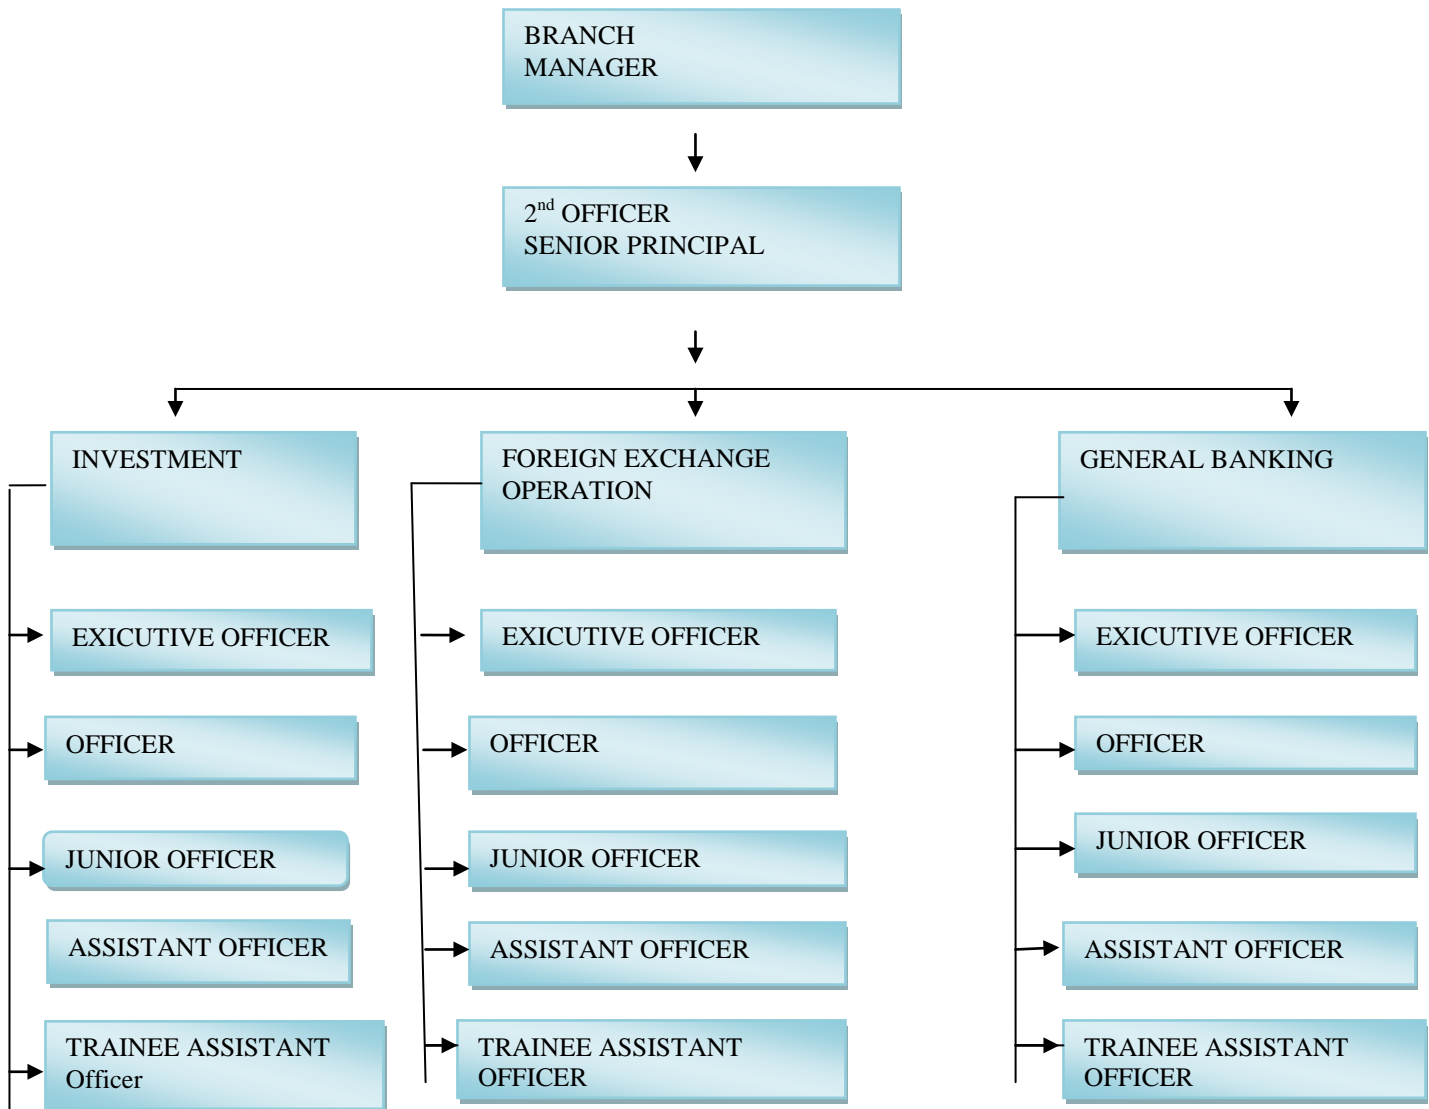 BRANCH
MANAGER
2nd OFFICER
SENIOR PRINCIPAL
INVESTMENT
FOREIGN EXCHANGE
OPERATION
GENERAL BANKING
EXICUTIVE OFFICER
EXICUTIVE OFFICER
EXICUTIVE OFFICER
OFFICER
OFFICER
OFFICER
JUNIOR OFFICER
JUNIOR OFFICER
JUNIOR OFFICER
ASSISTANT OFFICER
ASSISTANT OFFICER
ASSISTANT OFFICER
TRAINEE ASSISTANT
Officer
TRAINEE ASSISTANT
OFFICER
TRAINEE ASSISTANT
OFFICER